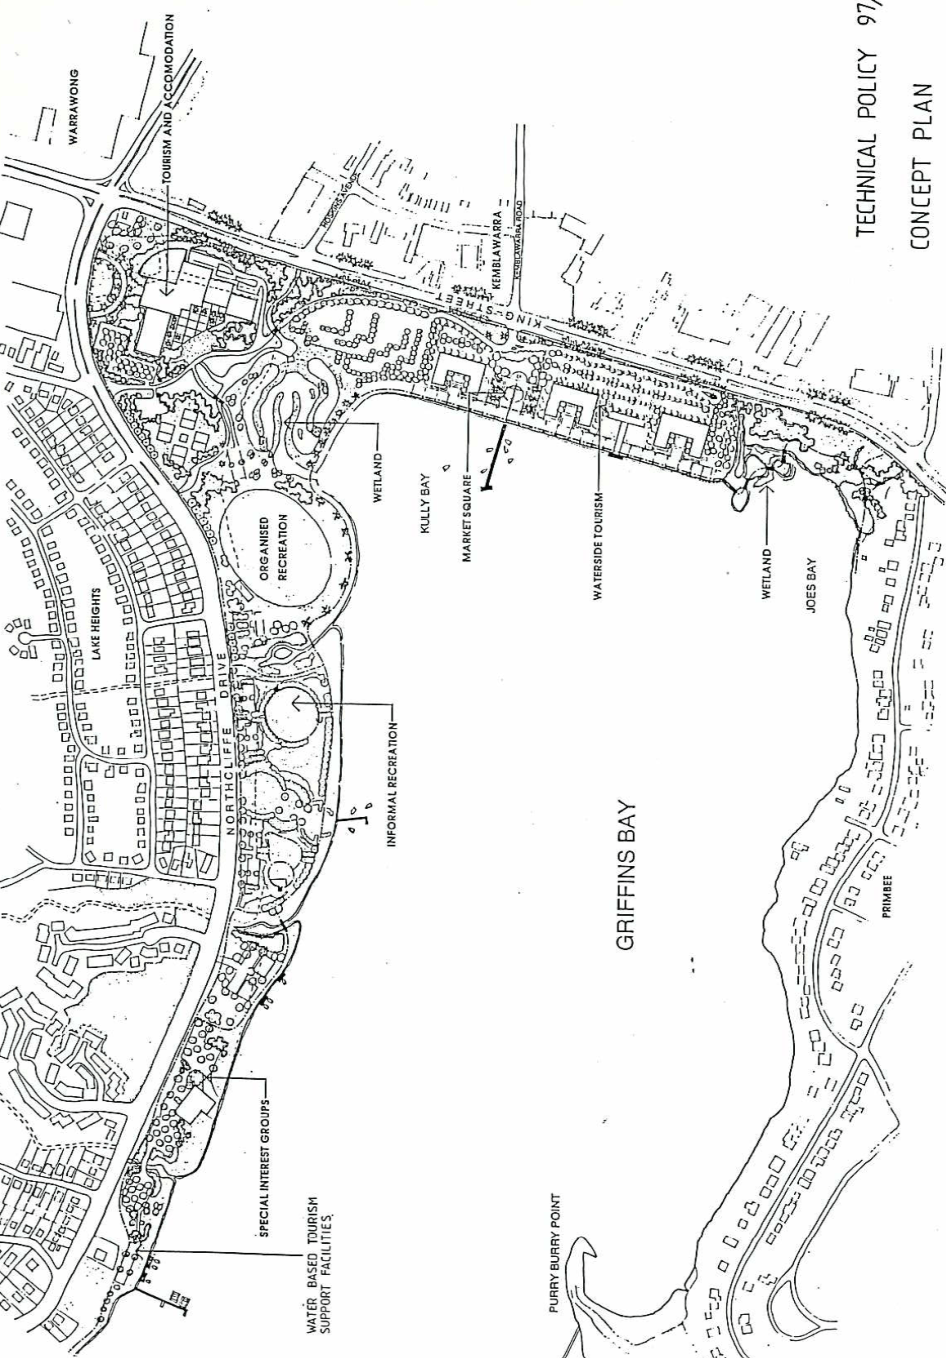 TECHNICAL POLICY 97/
CONCEPT PLAN
WARRAWONG
TOURISM AND ACCOMODATION
KEMBLAWARRA
KEMBLAWARRA ROAD
KING STREET
WETLAND
KULLY BAY
MARKET SQUARE
WATERSIDE TOURISM
WETLAND
JOES BAY
ORGANISED
RECREATION
LAKE HEIGHTS
NORTHCLIFFE DRIVE
INFORMAL RECREATION
GRIFFINS BAY
PRIMBEE
SPECIAL INTEREST GROUPS
WATER BASED TOURISM
SUPPORT FACILITIES
PURRY BURRY POINT